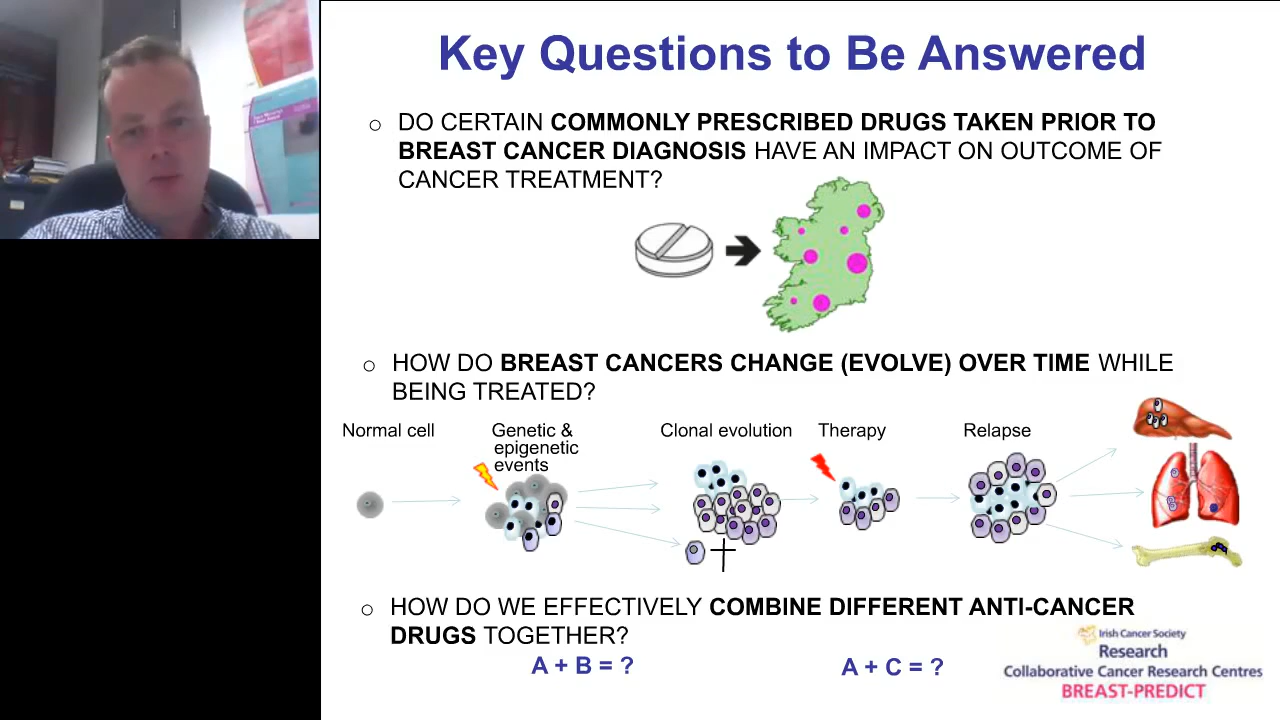 Key Questions to Be Answered
o DO CERTAIN COMMONLY PRESCRIBED DRUGS TAKEN PRIOR TO
BREAST CANCER DIAGNOSIS HAVE AN IMPACT ON OUTCOME OF
CANCER TREATMENT?
o HOW DO BREAST CANCERS CHANGE (EVOLVE) OVER TIME WHILE
BEING TREATED?
Normal cell
Genetic &
epigenetic
events
Clonal evolution
Therapy
Relapse
o HOW DO WE EFFECTIVELY COMBINE DIFFERENT ANTI-CANCER
DRUGS TOGETHER?
A + B = ?
A + C = ?
Irish Cancer Society
Research
Collaborative Cancer Research Centres
BREAST-PREDICT